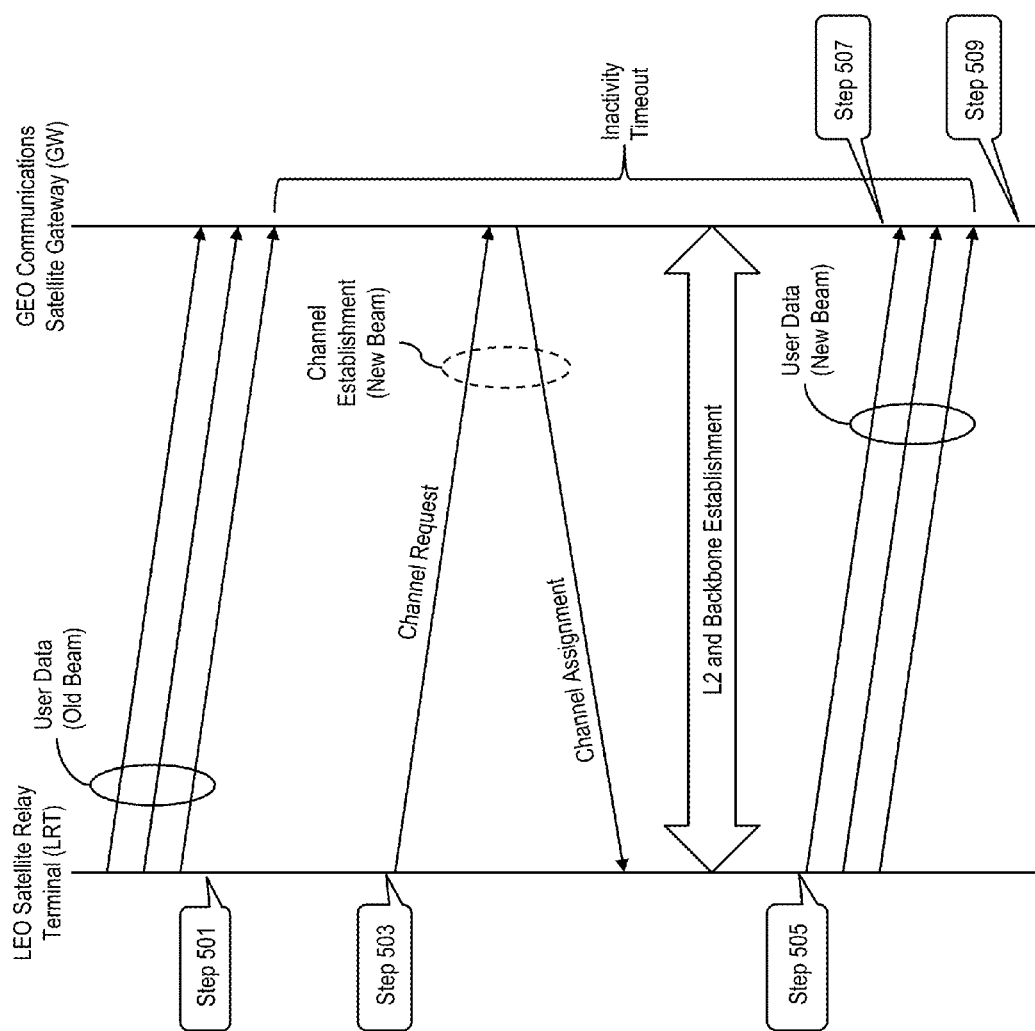 LEO Satellite Relay
Terminal (LRT)
GEO Communications
Satellite Gateway (GW)
User Data
(Old Beam)
Step 501
Inactivity
Timeout
Step 503
Channel Request
Channel
Establishment
(New Beam)
Channel Assignment
L2 and Backbone Establishment
Step 505
User Data
(New Beam)
Step 507
Step 509